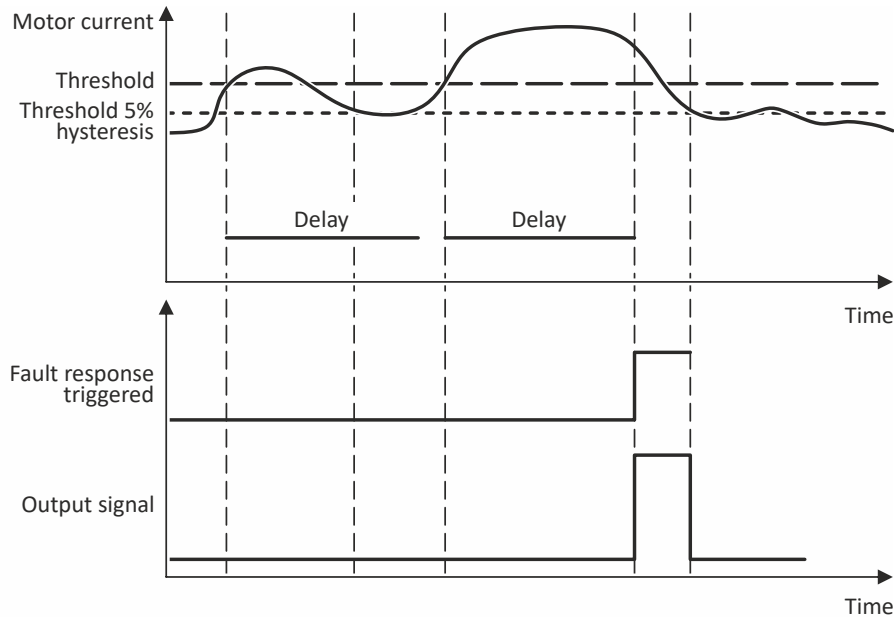 Motor current
Threshold
Threshold 5%
hysteresis
Delay
Delay
Time
Fault response
triggered
Output signal
Time